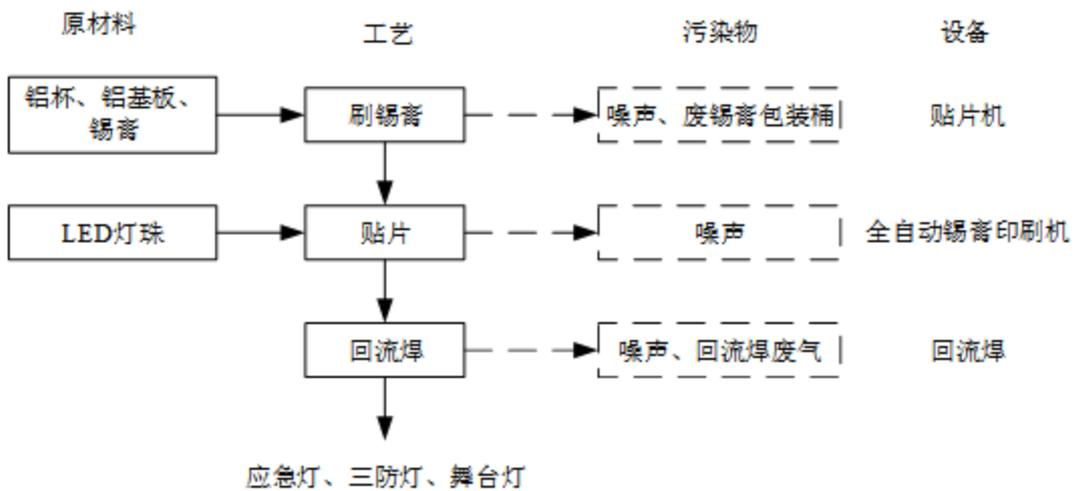 原材料 工艺 污染物 设备
铝杯、铝基板、
锡膏
刷锡膏
噪声、废锡膏包装桶
贴片机
LED灯珠
贴片
噪声
全自动锡膏印刷机
回流焊
噪声、回流焊废气
回流焊
应急灯、三防灯、舞台灯